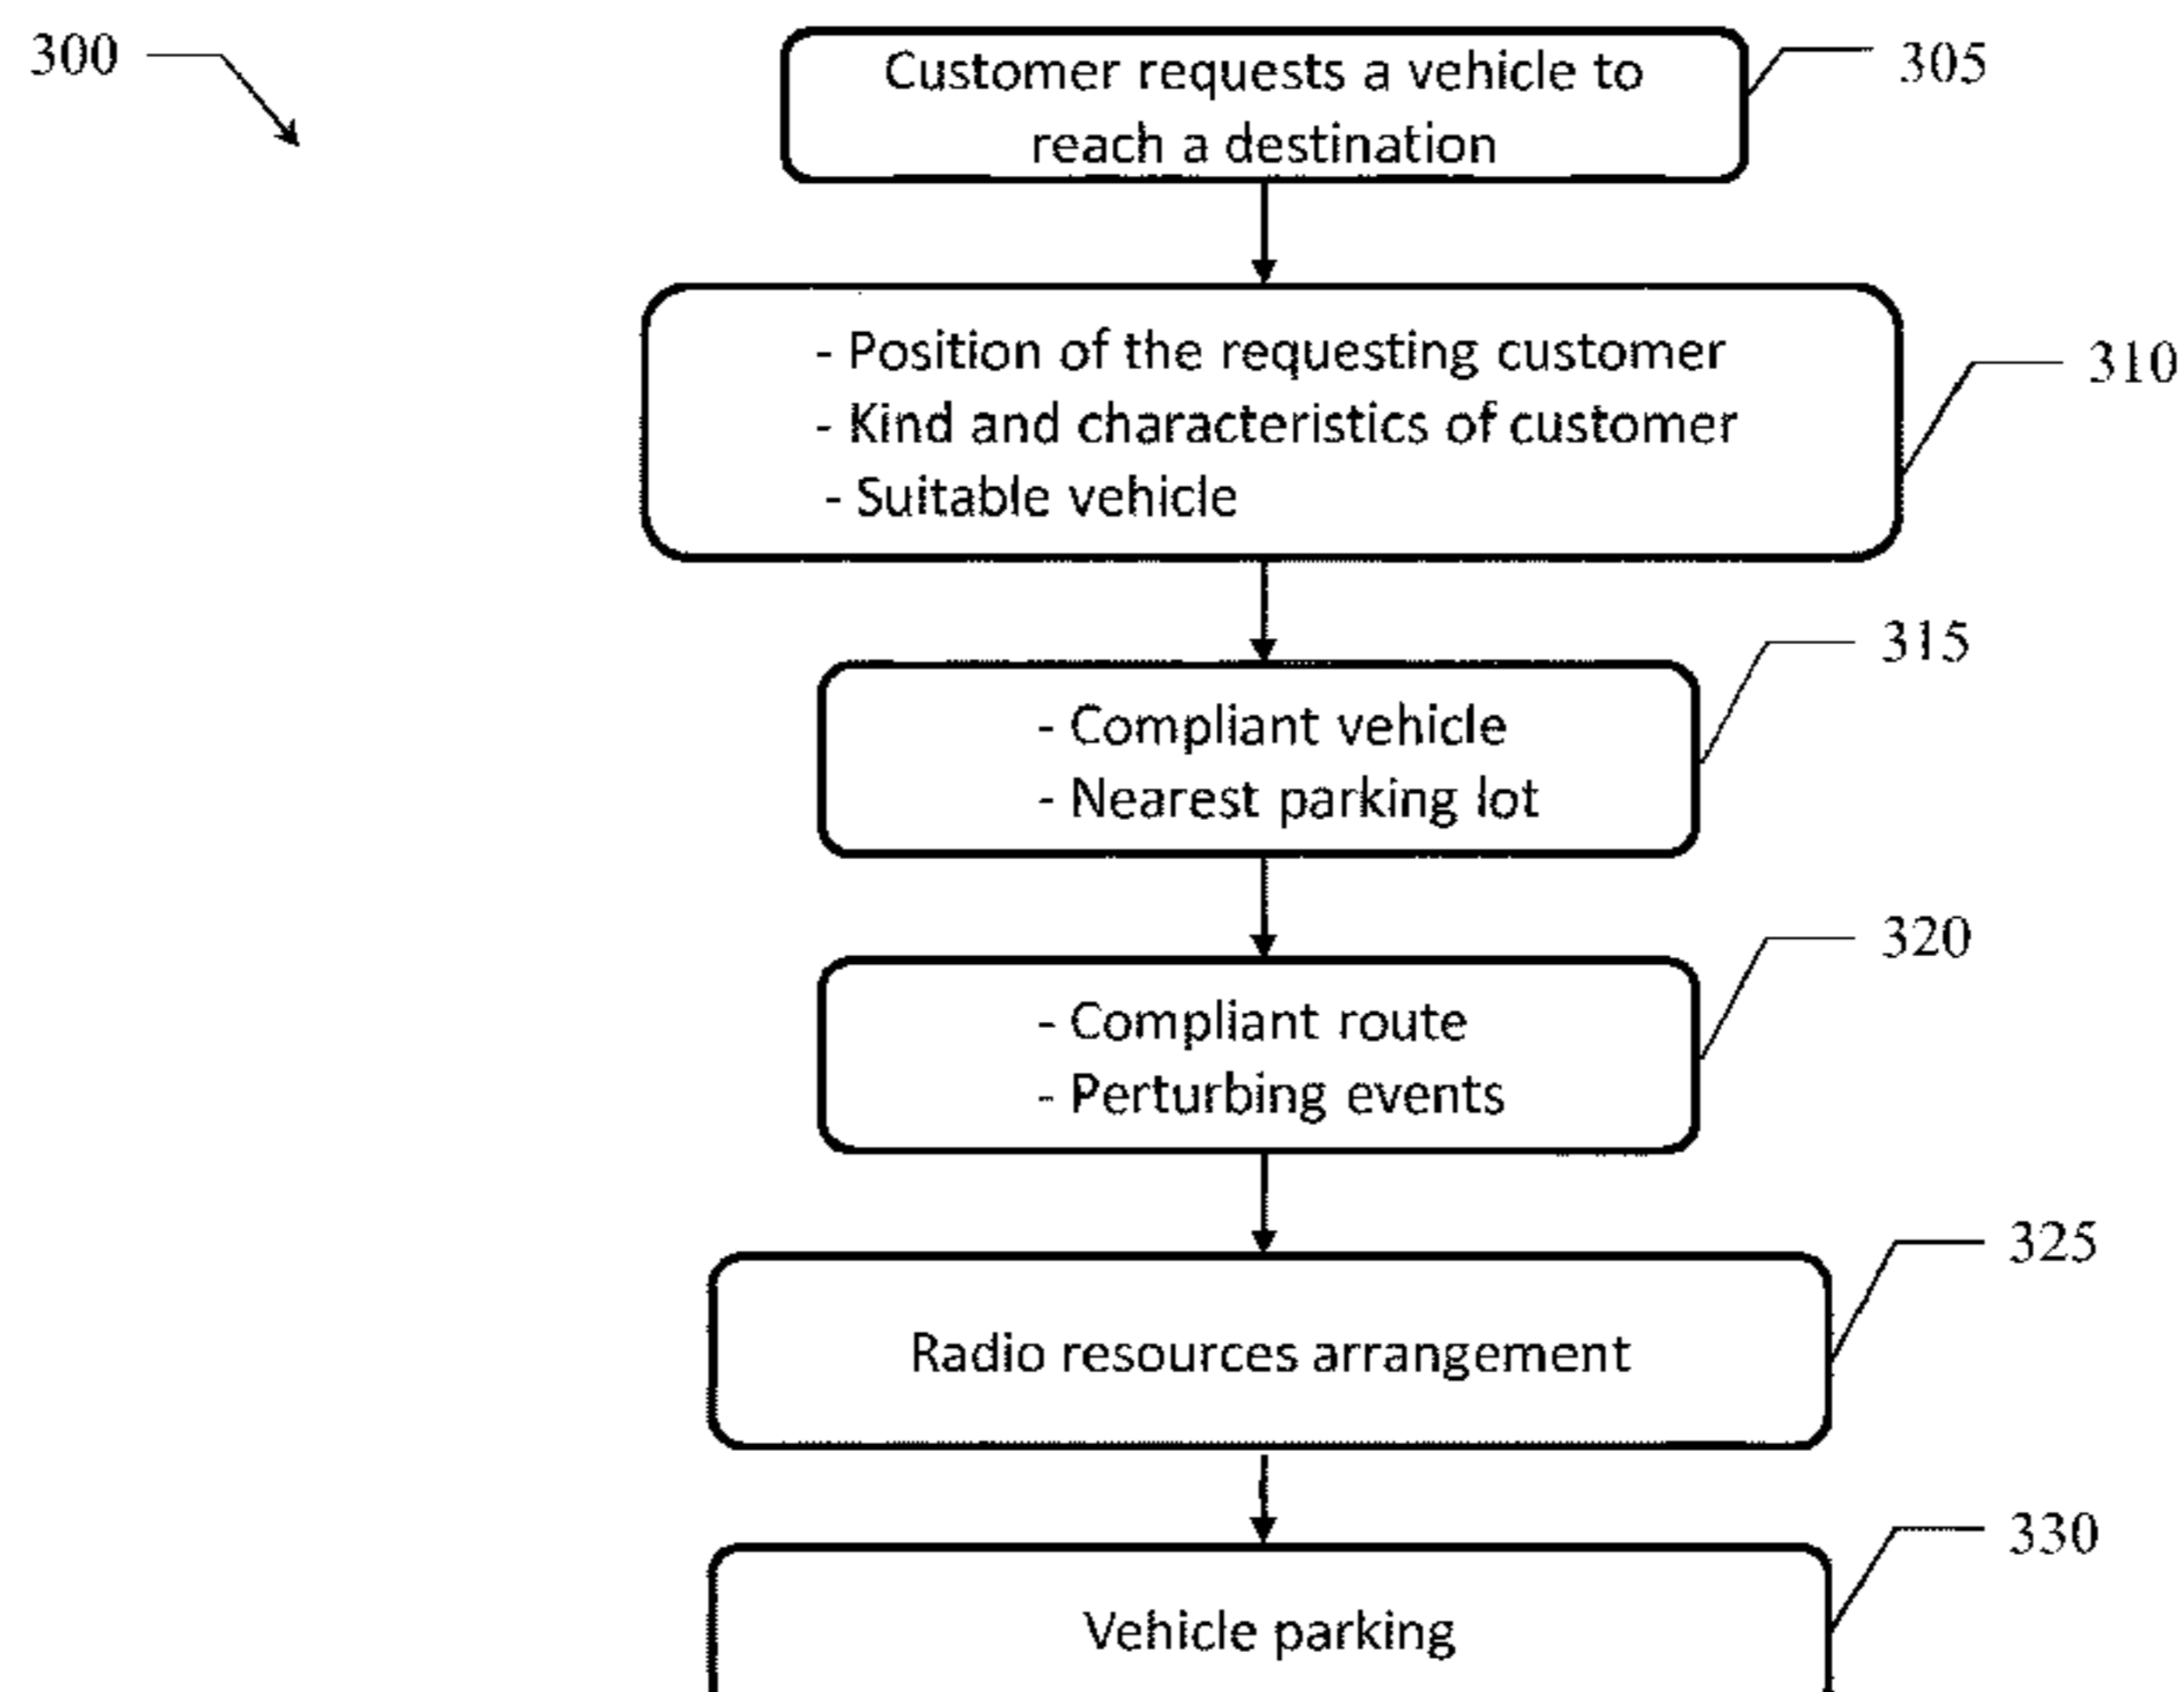 300
Customer requests a vehicle to
reach a destination
305
- Position of the requesting customer
- Kind and characteristics of customer
- Suitable vehicle
310
- Compliant vehicle
- Nearest parking lot
315
- Compliant route
- Perturbing events
320
Radio resources arrangement
325
Vehicle parking
330